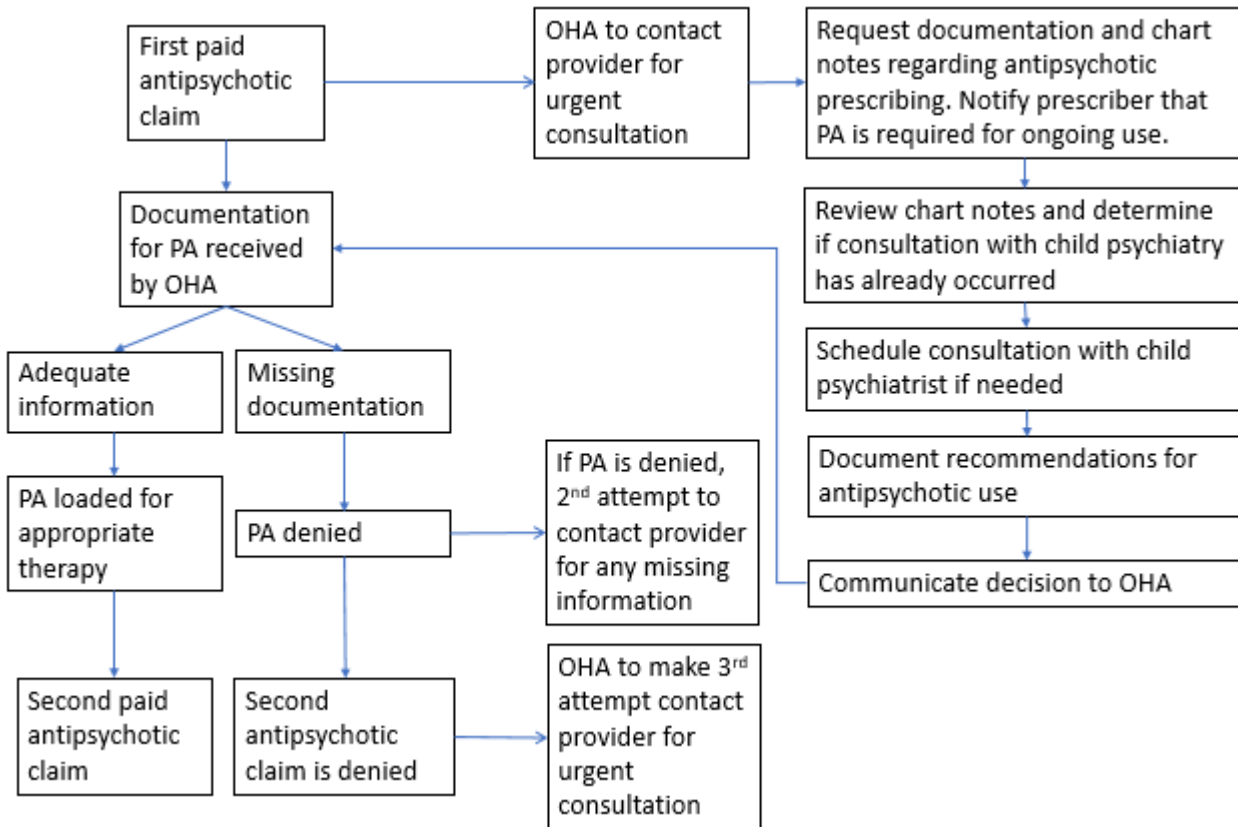 First paid
antipsychotic
claim
OHA to contact
provider for
urgent
consultation
Request documentation and chart
notes regarding antipsychotic
prescribing. Notify prescriber that
PA is required for ongoing use.
Documentation
for PA received
by OHA
Review chart notes and determine
if consultation with child psychiatry
has already occurred
Adequate
information
Missing
documentation
Schedule consultation with child
psychiatrist if needed
PA loaded for
appropriate
therapy
PA denied
If PA is denied,
2nd attempt to
contact provider
for any missing
information
Document recommendations for
antipsychotic use
Communicate decision to OHA
Second paid
antipsychotic
claim
Second
antipsychotic
claim is denied
OHA to make 3rd
attempt contact
provider for
urgent
consultation